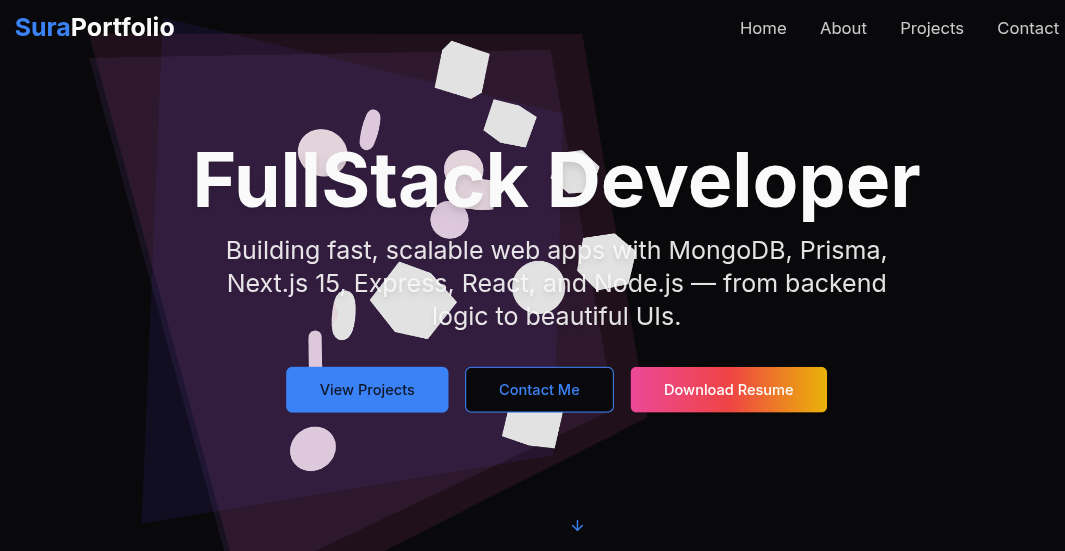 SuraPortfolio
Home About Projects Contact
FullStack Developer
Building fast, scalable web apps with MongoDB, Prisma,
Next.js 15, Express, React, and Node.js — from backend
logic to beautiful UIs.
View Projects Contact Me Download Resume